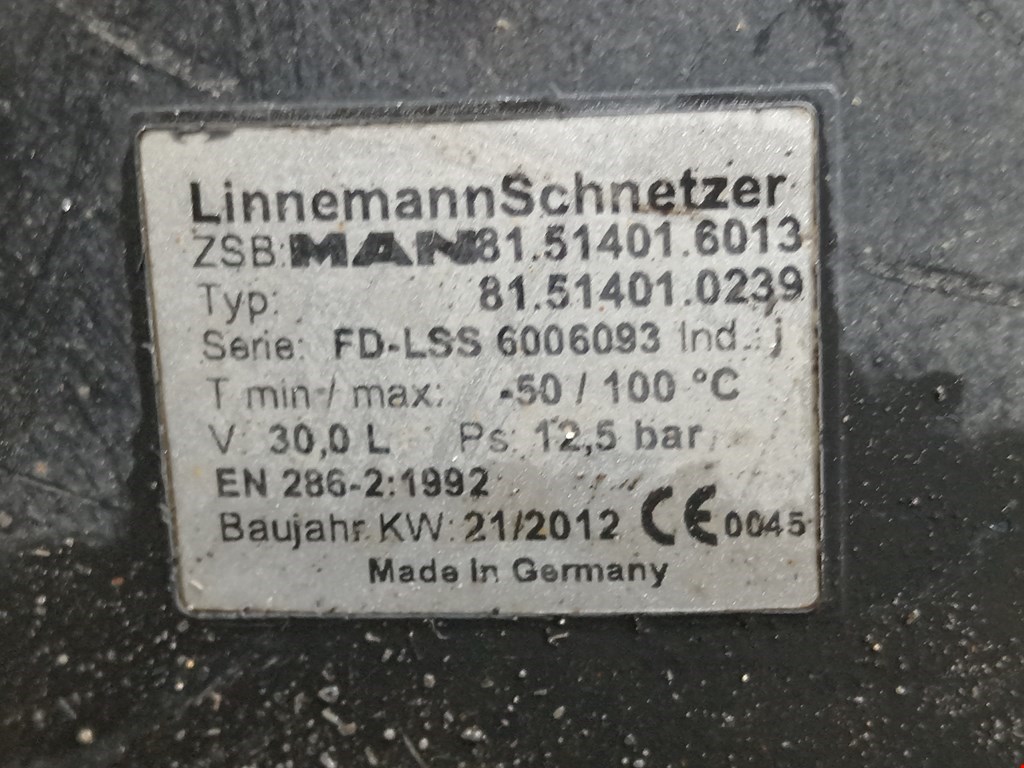 LinnemannSchnetzer
ZSB: MAN 81.51401.6013
Typ: 81.51401.0239
Serie: FD-LSS 6006093 Ind.: j
T min / max: -50 / 100 °C
V: 30,0 L Ps: 12,5 bar
EN 286-2:1992
Baujahr KW: 21/2012 CE 0045
Made in Germany